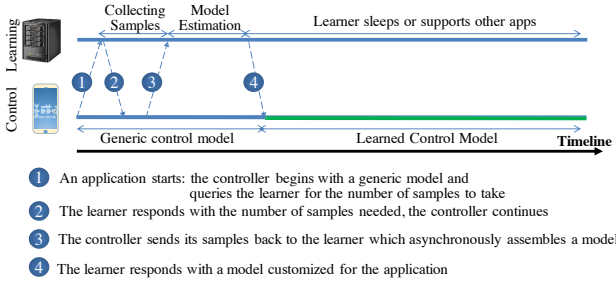 Collecting Samples
Model Estimation
Learner sleeps or supports other apps
Learning
1
2
3
4
Control
Generic control model
Learned Control Model
Timeline
1 An application starts: the controller begins with a generic model and
queries the learner for the number of samples to take
2 The learner responds with the number of samples needed, the controller continues
3 The controller sends its samples back to the learner which asynchronously assembles a model
4 The learner responds with a model customized for the application